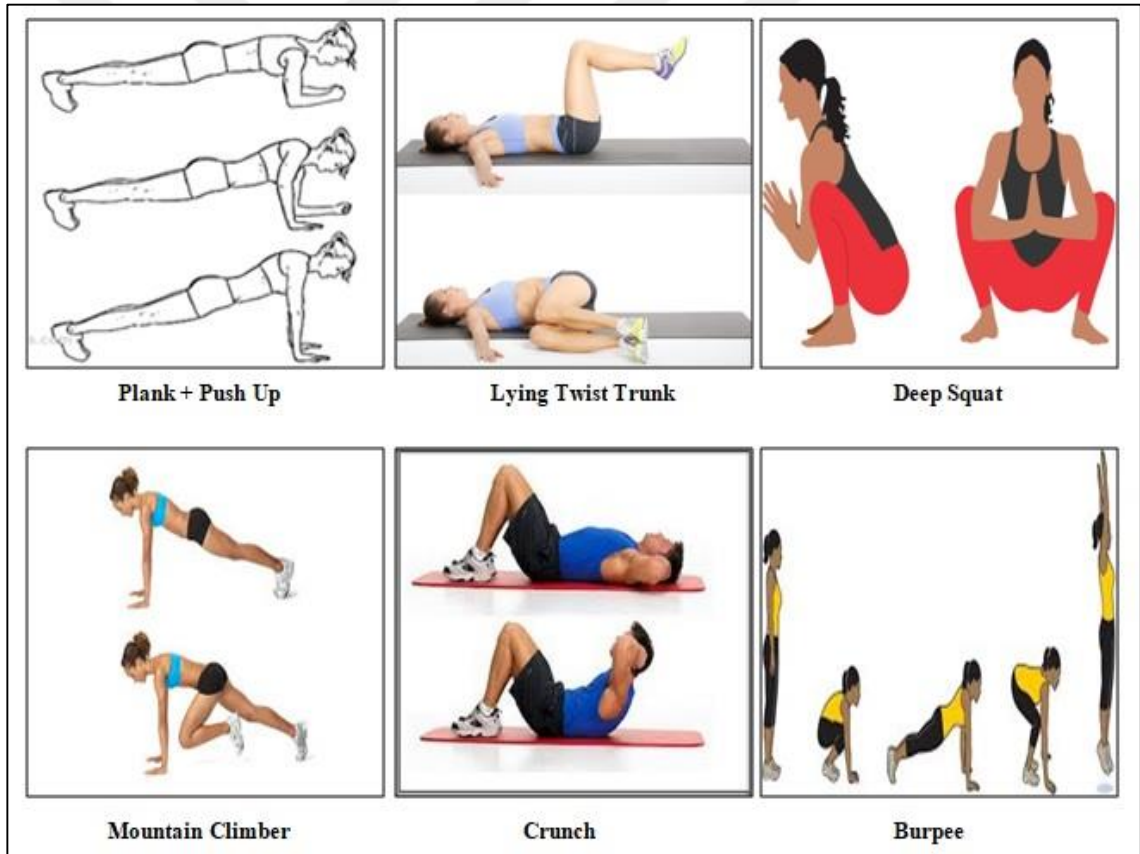 Plank + Push Up
Lying Twist Trunk
Deep Squat
Mountain Climber
Crunch
Burpee